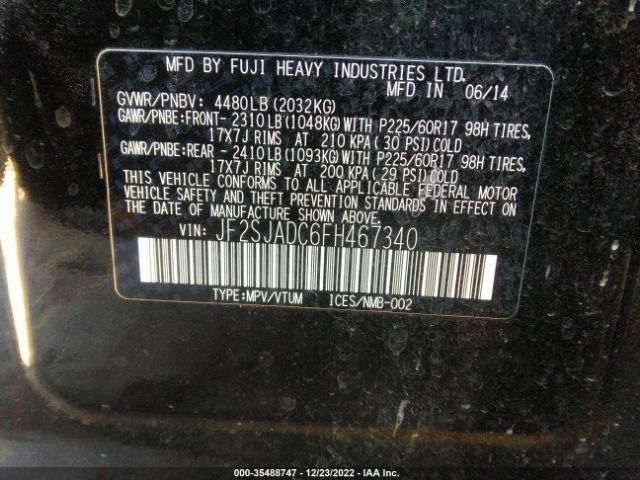 MFD BY FUJI HEAVY INDUSTRIES LTD.
MFD IN 06/14
GVWR/PNBV: 4480LB(2032KG)
GAWR/PNBE:FRONT-2310LB(1048KG)WITH P225/60R17 98H TIRES,
17X7J RIMS AT 210 KPA( 30 PSI)COLD
GAWR/PNBE:REAR -2410LB(1093KG)WITH P225/60R17 98H TIRES,
17X7J RIMS AT 200 KPA( 29 PSI)COLD
THIS VEHICLE CONFORMS TO ALL APPLICABLE FEDERAL MOTOR
VEHICLE SAFETY AND THEFT PREVENTION STANDARDS IN EFFECT ON
THE DATE OF MANUFACTURE SHOWN ABOVE.
VIN: JF2SJADC6FH467340
TYPE:MPV/VTUM ICES/NMB-002
000-35488747 - 12/23/2022 - IAA Inc.